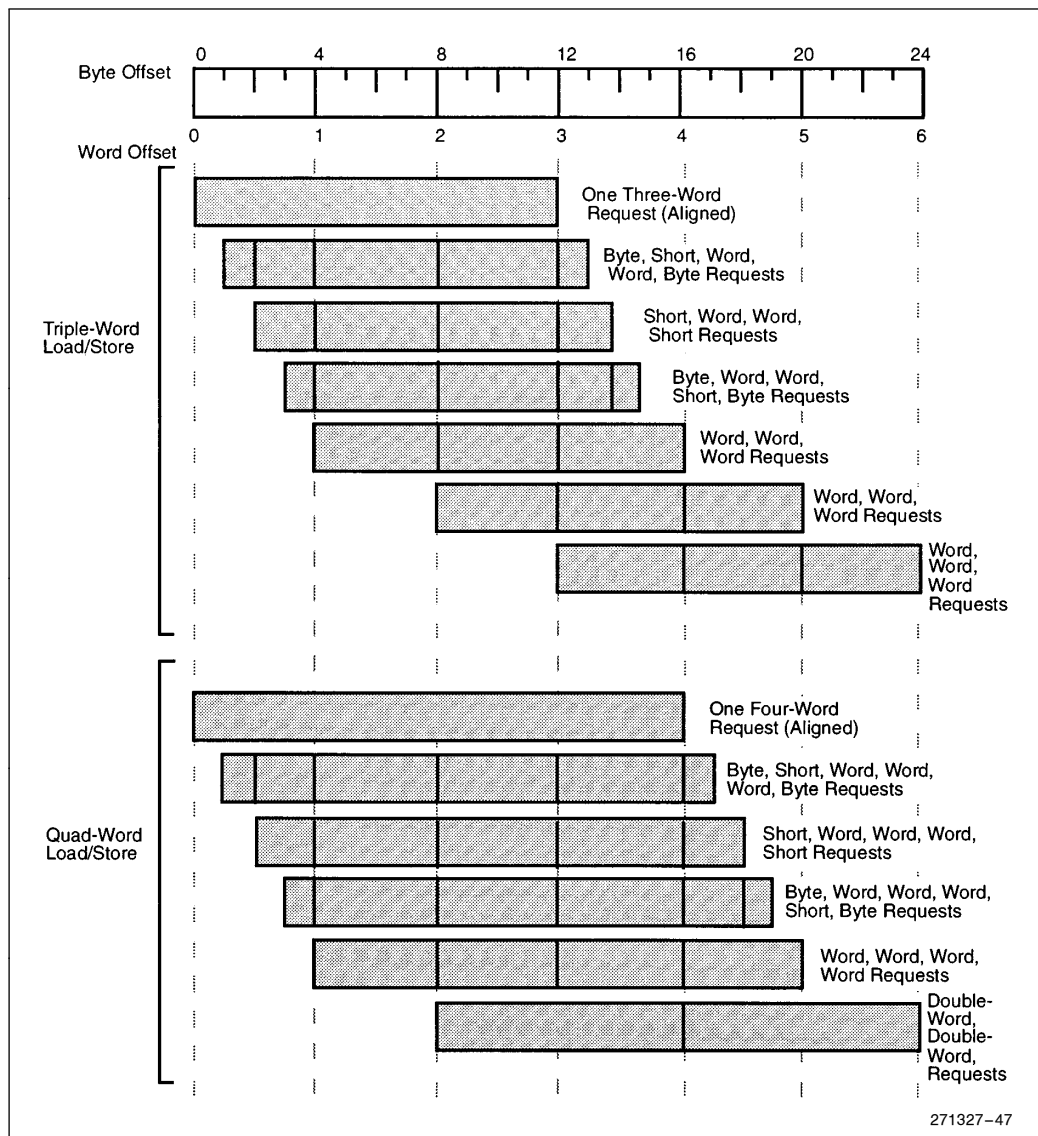 0 4 8 12 16 20 24
Byte Offset
0 1 2 3 4 5 6
Word Offset
One Three-Word
Request (Aligned)
Byte, Short, Word,
Word, Byte Requests
Short, Word, Word,
Short Requests
Triple-Word
Load/Store
Byte, Word, Word,
Short, Byte Requests
Word, Word,
Word Requests
Word, Word,
Word Requests
Word,
Word,
Word
Requests
One Four-Word
Request (Aligned)
Byte, Short, Word, Word,
Word, Byte Requests
Quad-Word
Load/Store
Short, Word, Word, Word,
Short Requests
Byte, Word, Word, Word,
Short, Byte Requests
Word, Word, Word,
Word Requests
Double-
Word,
Double-
Word,
Requests
271327–47